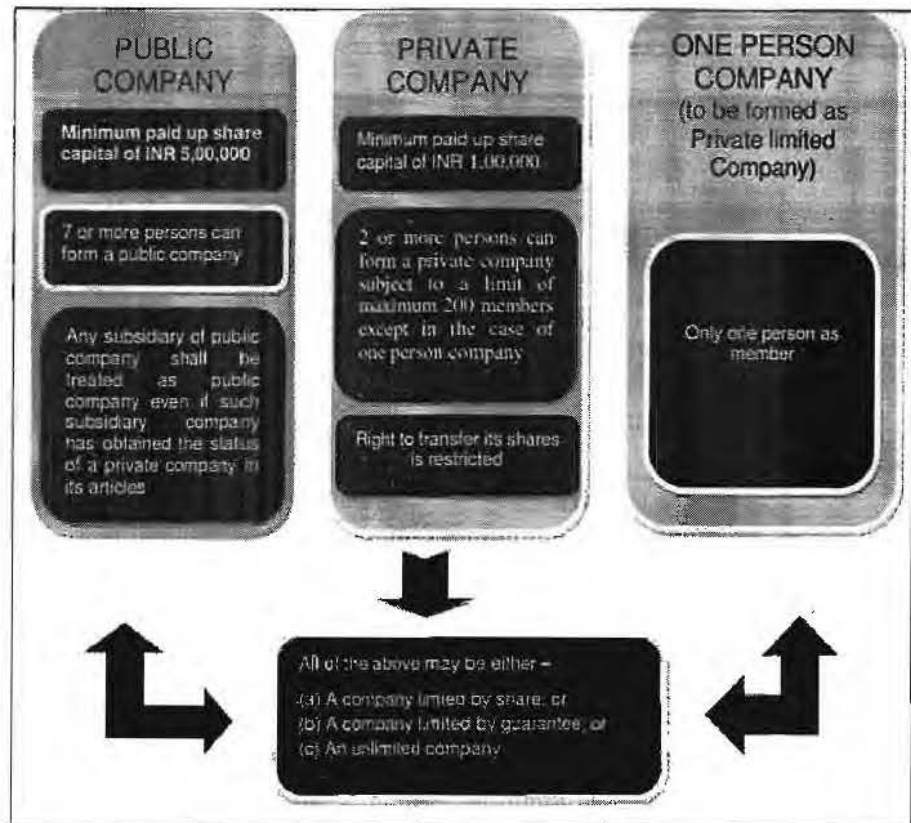 PUBLIC
COMPANY
Minimum paid up share
capital of INR 5,00,000
7 or more persons can
form a public company
Any subsidiary of public
company shall be
treated as public
company even if such
subsidiary company
has obtained the status
of a private company in
its articles
PRIVATE
COMPANY
Minimum paid up share
capital of INR 1,00,000
2 or more persons can
form a private company
subject to a limit of
maximum 200 members
except in the case of
one person company
Right to transfer its shares
is restricted
ONE PERSON
COMPANY
(to be formed as
Private limited
Company)
Only one person as
member
All of the above may be either –
(a) A company limited by share; or
(b) A company limited by guarantee; or
(c) An unlimited company